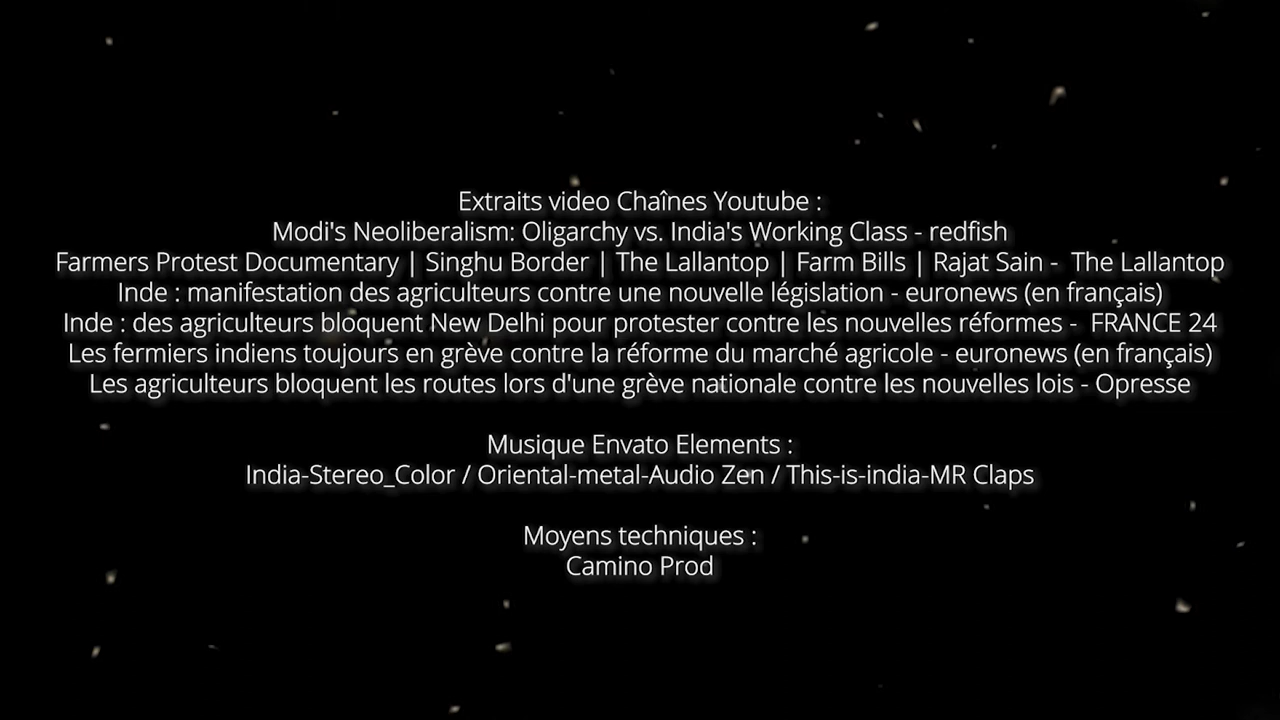 Extraits video Chaînes Youtube :
Modi's Neoliberalism: Oligarchy vs. India's Working Class - redfish
Farmers Protest Documentary | Singhu Border | The Lallantop | Farm Bills | Rajat Sain - The Lallantop
Inde : manifestation des agriculteurs contre une nouvelle législation - euronews (en français)
Inde : des agriculteurs bloquent New Delhi pour protester contre les nouvelles réformes - FRANCE 24
Les fermiers indiens toujours en grève contre la réforme du marché agricole - euronews (en français)
Les agriculteurs bloquent les routes lors d'une grève nationale contre les nouvelles lois - Opresse
Musique Envato Elements :
India-Stereo_Color / Oriental-metal-Audio Zen / This-is-india-MR Claps
Moyens techniques :
Camino Prod